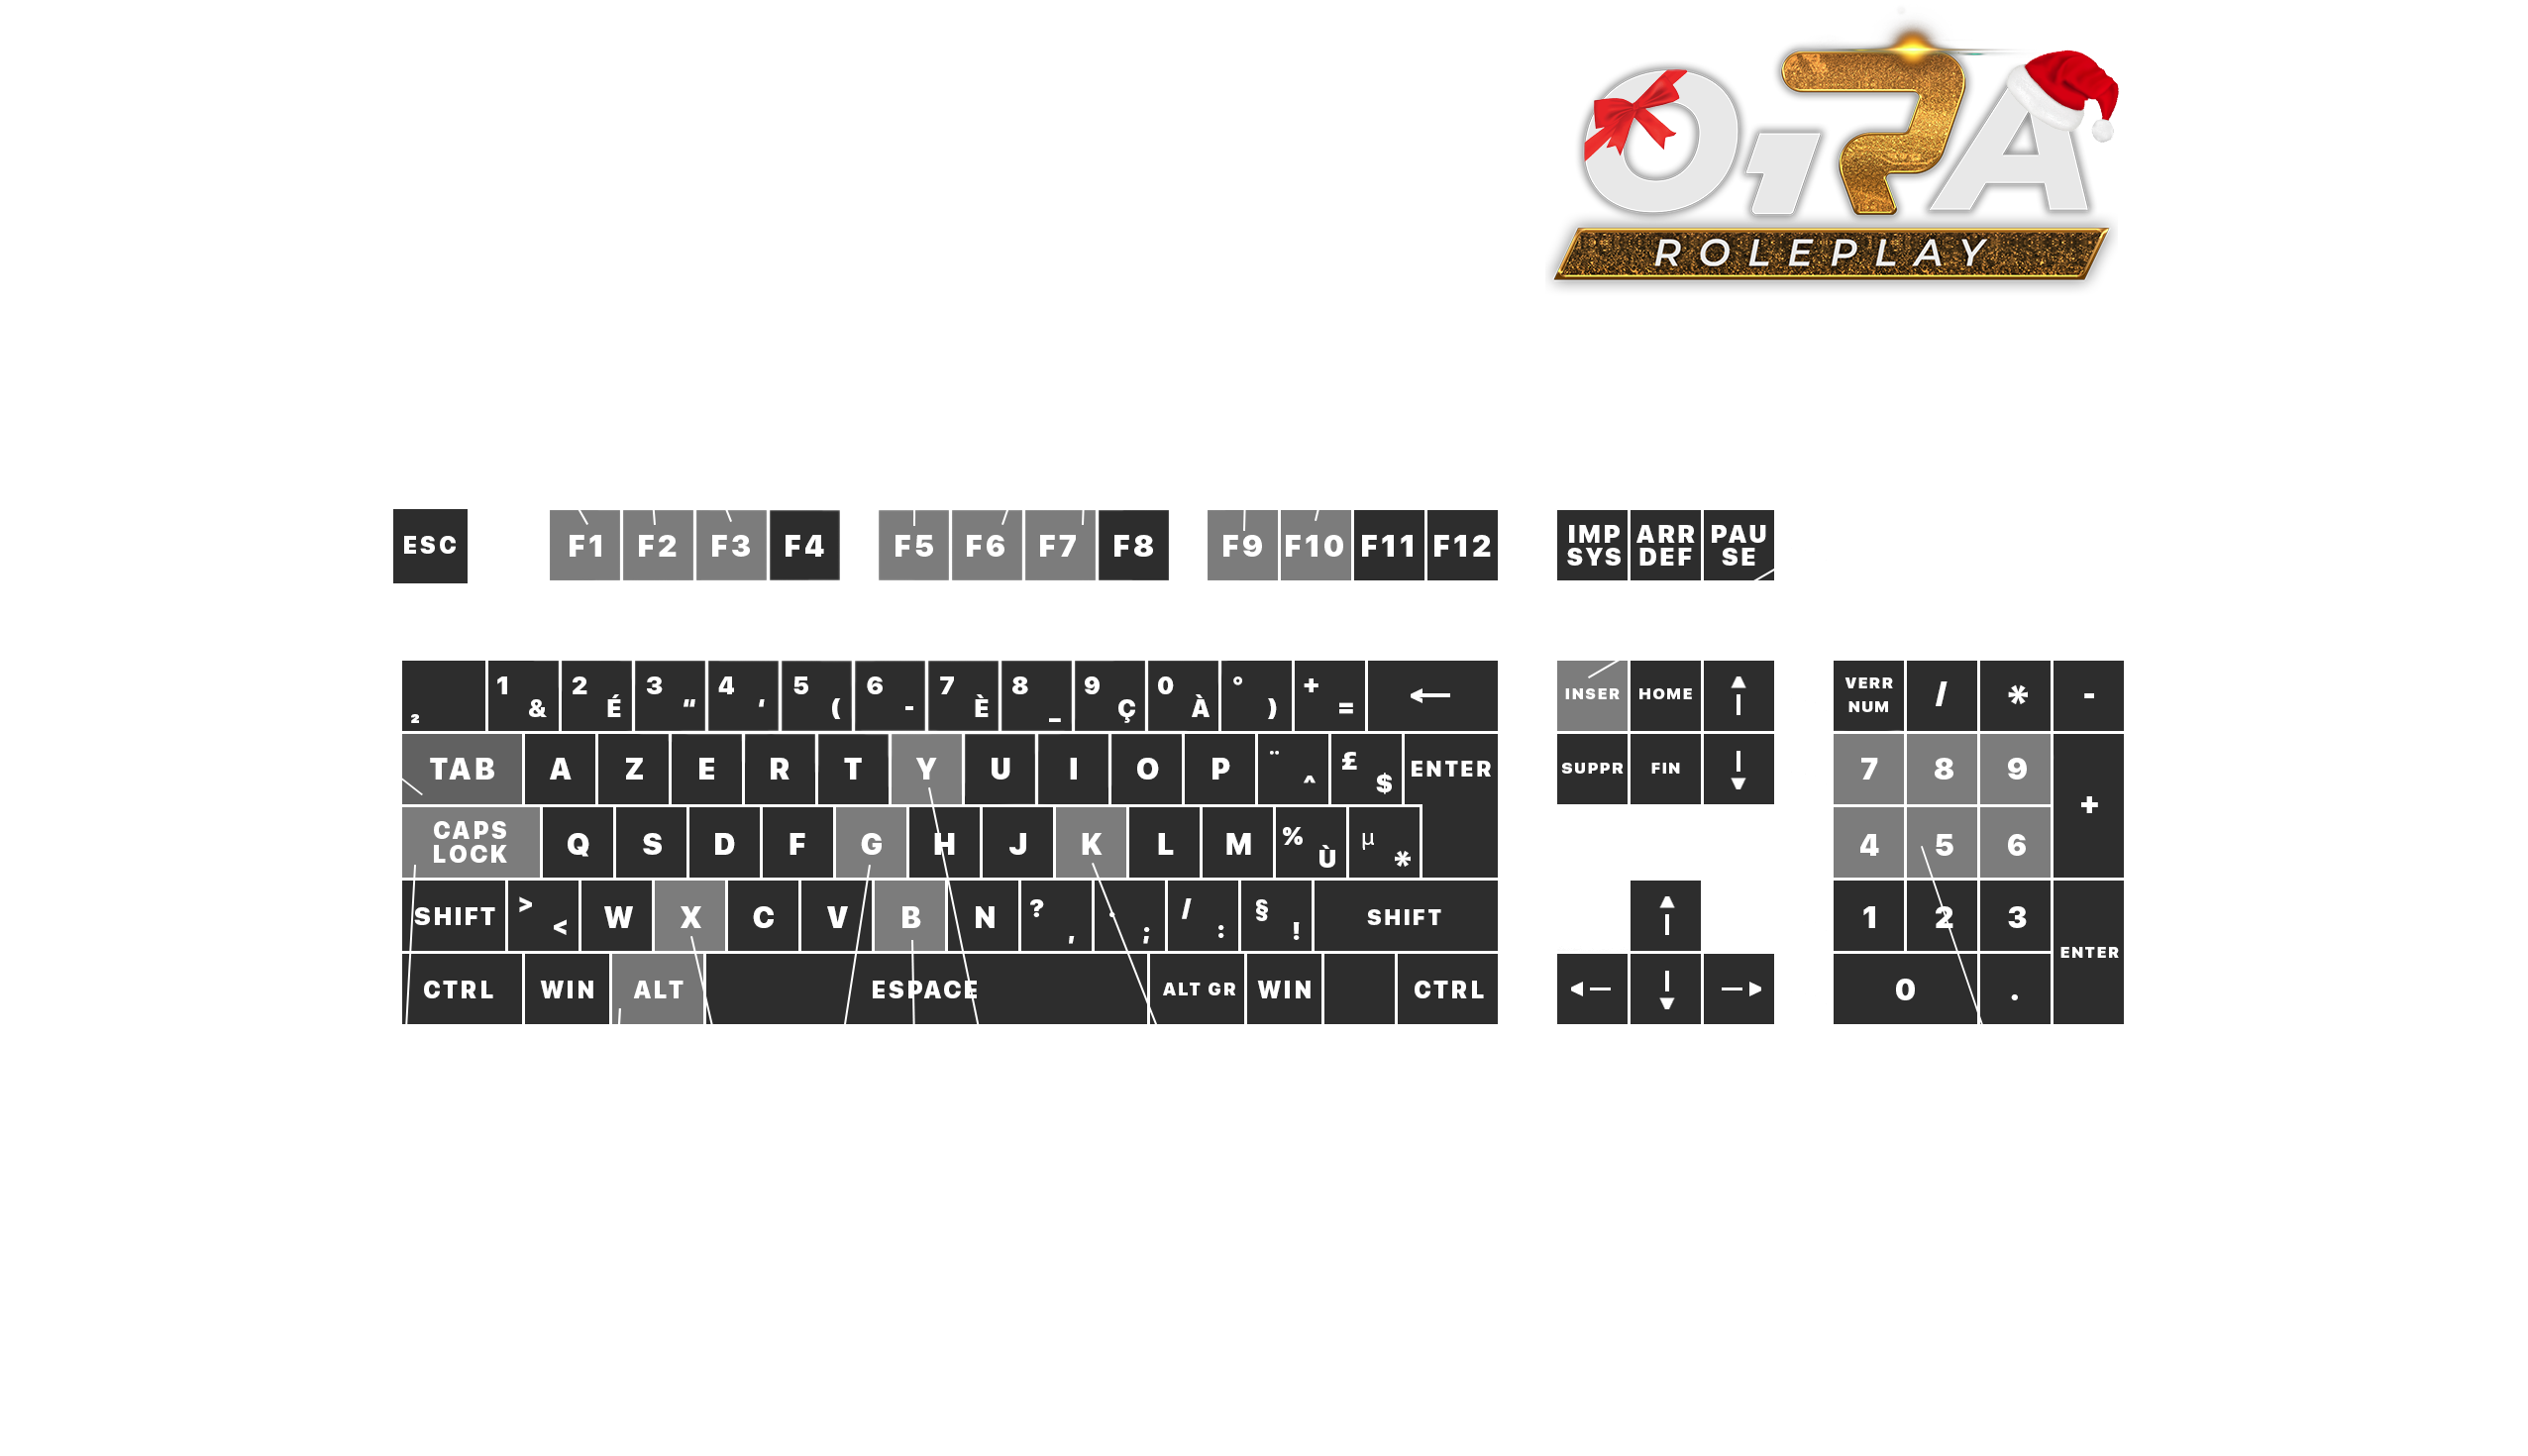 O,RA
ROLEPLAY
ESC F1 F2 F3 F4 F5 F6 F7 F8 F9 F10 F11 F12 IMP SYS ARR DEF PAU SE
² 1 & 2 É 3 " 4 ' 5 ( 6 - 7 È 8 _ 9 Ç 0 À ° ) + = ← INSER HOME ↑ VERR NUM / * -
TAB A Z E R T Y U I O P ¨ ^ £ $ ENTER SUPPR FIN ↓ 7 8 9 +
CAPS LOCK Q S D F G H J K L M % Ù µ * 4 5 6
SHIFT > < W X C V B N ? , . ; / : § ! SHIFT ↑ 1 2 3 ENTER
CTRL WIN ALT ESPACE ALT GR WIN CTRL ← ↓ → 0 .